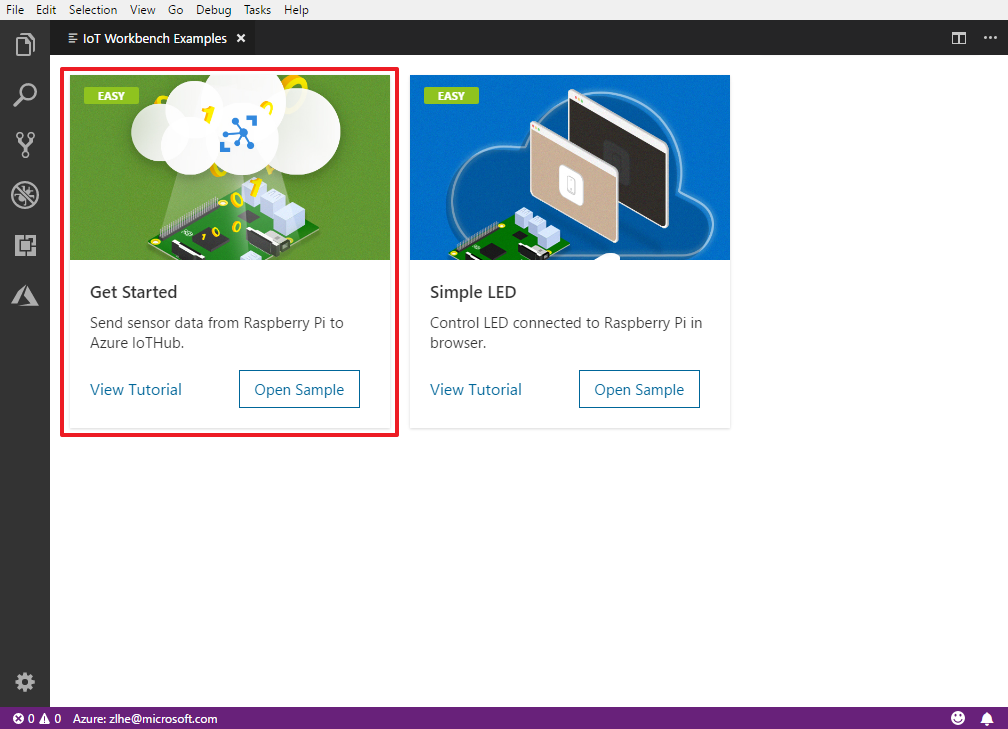 File Edit Selection View Go Debug Tasks Help
IoT Workbench Examples
EASY
Get Started
Send sensor data from Raspberry Pi to
Azure IoTHub.
View Tutorial
Open Sample
EASY
Simple LED
Control LED connected to Raspberry Pi in
browser.
View Tutorial
Open Sample
0 0 Azure: zlhe@microsoft.com